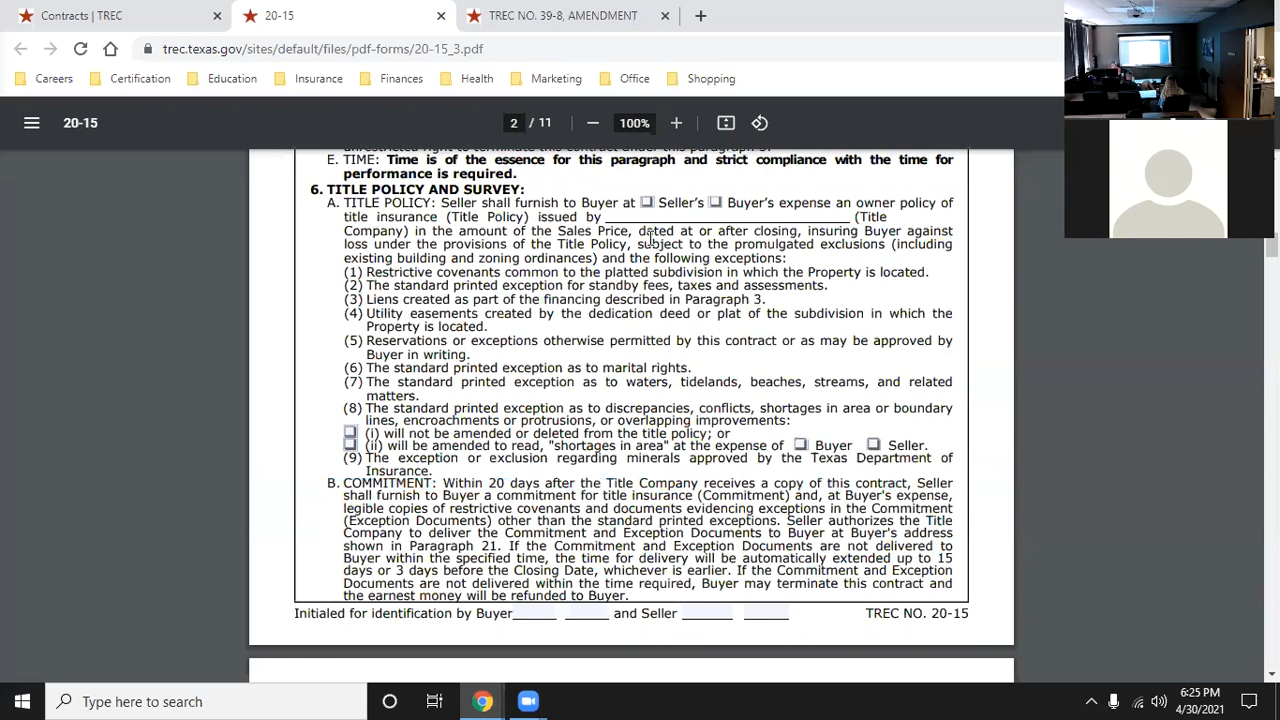 Contracts | TREC
20-15
TREC NO. 39-8, AMENDMENT
trec.texas.gov/sites/default/files/pdf-forms/20-15_3.pdf
Careers Certification Education Insurance Finances Health Marketing Office Shopping
20-15
2 / 11
100%
E. TIME: Time is of the essence for this paragraph and strict compliance with the time for
performance is required.
6. TITLE POLICY AND SURVEY:
A. TITLE POLICY: Seller shall furnish to Buyer at Seller's Buyer's expense an owner policy of
title insurance (Title Policy) issued by (Title
Company) in the amount of the Sales Price, dated at or after closing, insuring Buyer against
loss under the provisions of the Title Policy, subject to the promulgated exclusions (including
existing building and zoning ordinances) and the following exceptions:
(1) Restrictive covenants common to the platted subdivision in which the Property is located.
(2) The standard printed exception for standby fees, taxes and assessments.
(3) Liens created as part of the financing described in Paragraph 3.
(4) Utility easements created by the dedication deed or plat of the subdivision in which the
Property is located.
(5) Reservations or exceptions otherwise permitted by this contract or as may be approved by
Buyer in writing.
(6) The standard printed exception as to marital rights.
(7) The standard printed exception as to waters, tidelands, beaches, streams, and related
matters.
(8) The standard printed exception as to discrepancies, conflicts, shortages in area or boundary
lines, encroachments or protrusions, or overlapping improvements:
(i) will not be amended or deleted from the title policy; or
(ii) will be amended to read, "shortages in area" at the expense of Buyer Seller.
(9) The exception or exclusion regarding minerals approved by the Texas Department of
Insurance.
B. COMMITMENT: Within 20 days after the Title Company receives a copy of this contract, Seller
shall furnish to Buyer a commitment for title insurance (Commitment) and, at Buyer's expense,
legible copies of restrictive covenants and documents evidencing exceptions in the Commitment
(Exception Documents) other than the standard printed exceptions. Seller authorizes the Title
Company to deliver the Commitment and Exception Documents to Buyer at Buyer's address
shown in Paragraph 21. If the Commitment and Exception Documents are not delivered to
Buyer within the specified time, the time for delivery will be automatically extended up to 15
days or 3 days before the Closing Date, whichever is earlier. If the Commitment and Exception
Documents are not delivered within the time required, Buyer may terminate this contract and
the earnest money will be refunded to Buyer.
Initialed for identification by Buyer and Seller TREC NO. 20-15
Type here to search
6:25 PM
4/30/2021